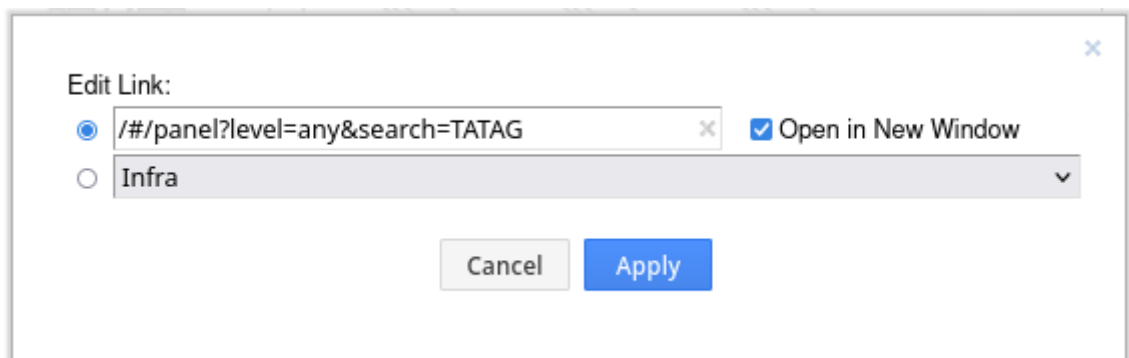 Edit Link:
/#/panel?level=any&search=TATAG
Open in New Window
Infra
Cancel
Apply